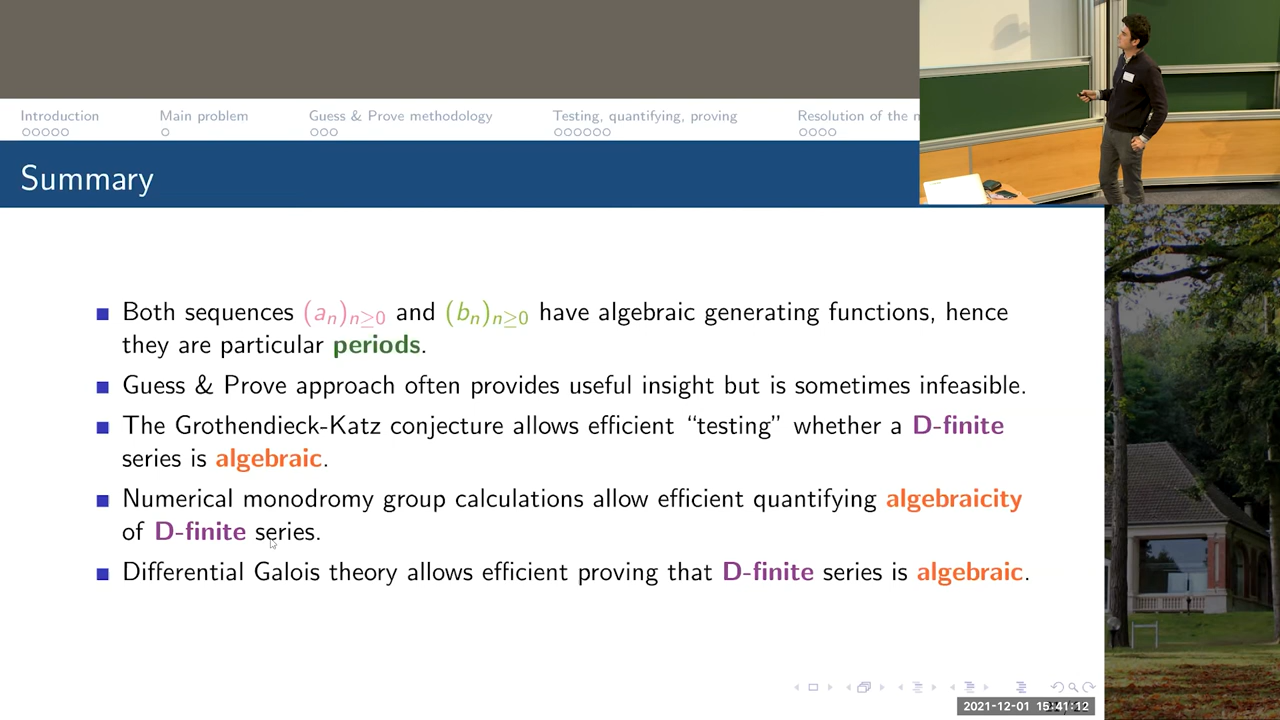 Introduction
Main problem
Guess & Prove methodology
Testing, quantifying, proving
Resolution of the
Summary
Both sequences (aₙ)ₙ≥₀ and (bₙ)ₙ≥₀ have algebraic generating functions, hence
they are particular periods.
Guess & Prove approach often provides useful insight but is sometimes infeasible.
The Grothendieck-Katz conjecture allows efficient “testing” whether a D-finite
series is algebraic.
Numerical monodromy group calculations allow efficient quantifying algebraicity
of D-finite series.
Differential Galois theory allows efficient proving that D-finite series is algebraic.
2021-12-01 15:41:12